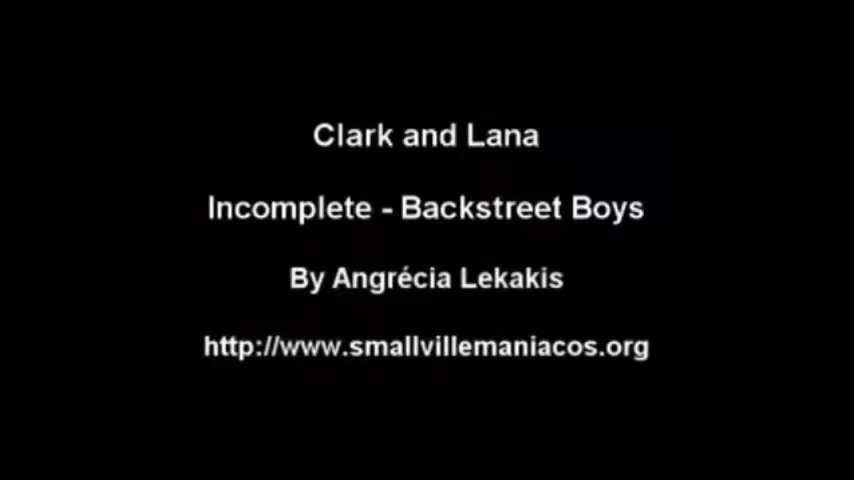 Clark and Lana
Incomplete - Backstreet Boys
By Angrécia Lekakis
http://www.smallvillemaniacos.org